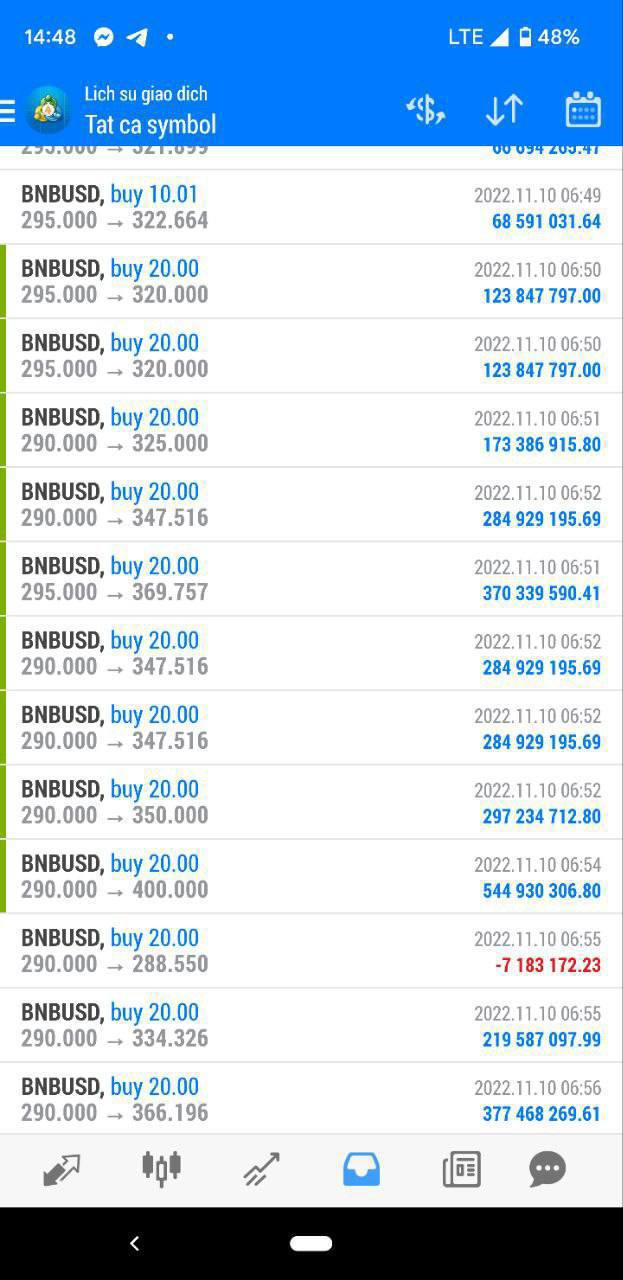 14:48
LTE 48%
Lich su giao dich
Tat ca symbol
295.000 → 321.899
66 694 265.47
BNBUSD, buy 10.01
2022.11.10 06:49
295.000 → 322.664
68 591 031.64
BNBUSD, buy 20.00
2022.11.10 06:50
295.000 → 320.000
123 847 797.00
BNBUSD, buy 20.00
2022.11.10 06:50
295.000 → 320.000
123 847 797.00
BNBUSD, buy 20.00
2022.11.10 06:51
290.000 → 325.000
173 386 915.80
BNBUSD, buy 20.00
2022.11.10 06:52
290.000 → 347.516
284 929 195.69
BNBUSD, buy 20.00
2022.11.10 06:51
295.000 → 369.757
370 339 590.41
BNBUSD, buy 20.00
2022.11.10 06:52
290.000 → 347.516
284 929 195.69
BNBUSD, buy 20.00
2022.11.10 06:52
290.000 → 347.516
284 929 195.69
BNBUSD, buy 20.00
2022.11.10 06:52
290.000 → 350.000
297 234 712.80
BNBUSD, buy 20.00
2022.11.10 06:54
290.000 → 400.000
544 930 306.80
BNBUSD, buy 20.00
2022.11.10 06:55
290.000 → 288.550
-7 183 172.23
BNBUSD, buy 20.00
2022.11.10 06:55
290.000 → 334.326
219 587 097.99
BNBUSD, buy 20.00
2022.11.10 06:56
290.000 → 366.196
377 468 269.61